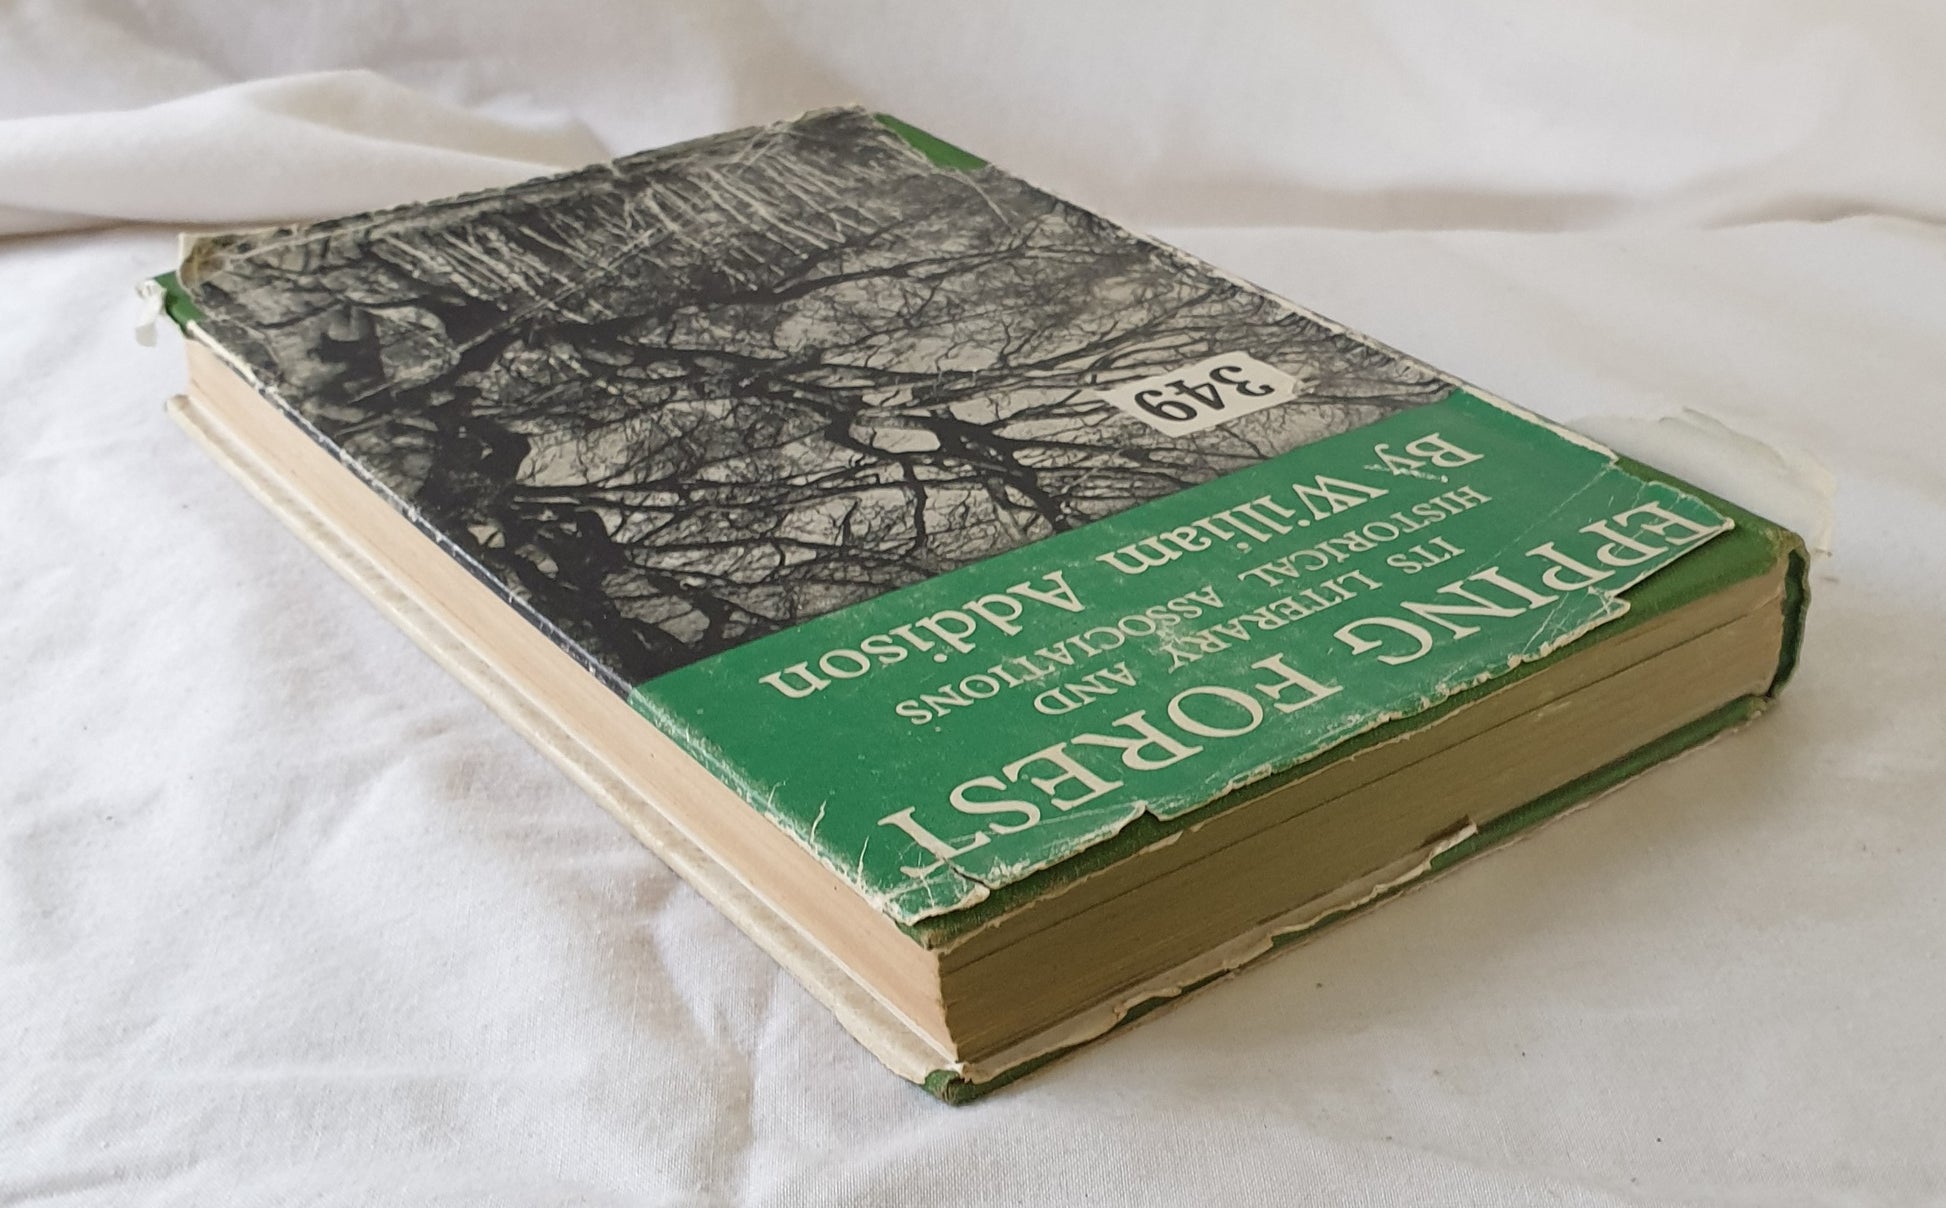 EPPING FOREST
ITS LITERARY AND
HISTORICAL ASSOCIATIONS
By William Addison
349